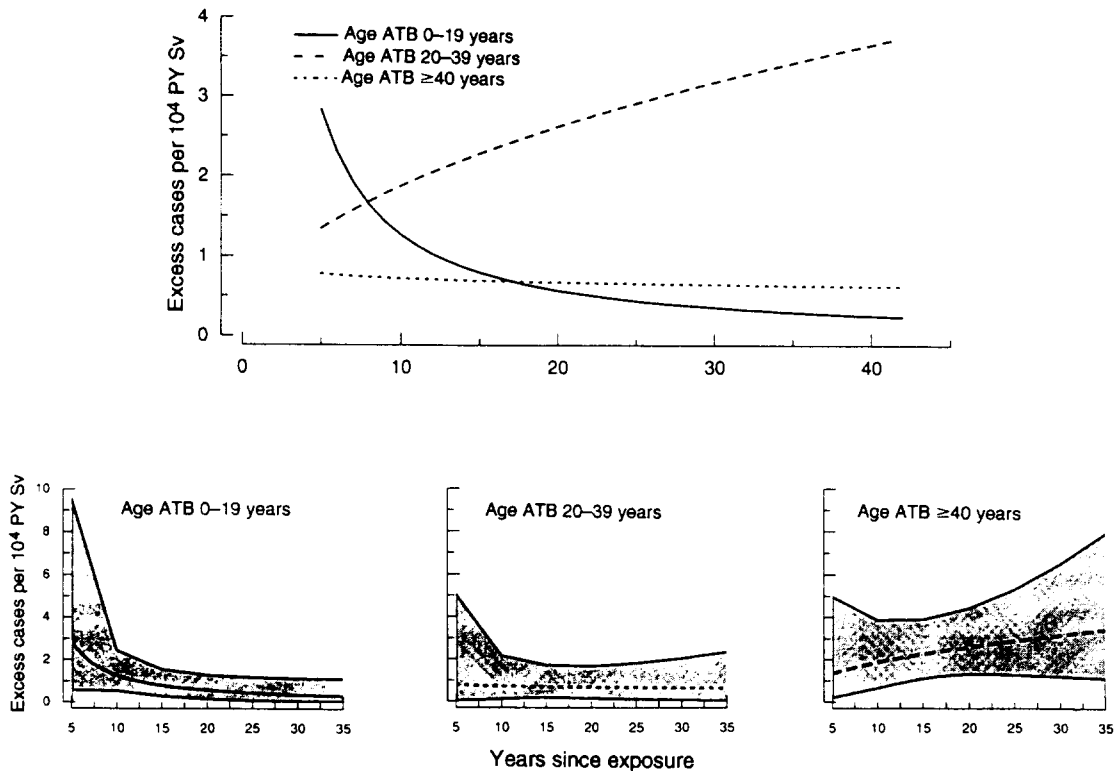 Excess cases per 10⁴ PY Sv
4
3
2
1
0
Age ATB 0–19 years
Age ATB 20–39 years
Age ATB ≥40 years
0 10 20 30 40
Excess cases per 10⁴ PY Sv
10
8
6
4
2
0
Age ATB 0–19 years
5 10 15 20 25 30 35
Age ATB 20–39 years
5 10 15 20 25 30 35
Age ATB ≥40 years
5 10 15 20 25 30 35
Years since exposure